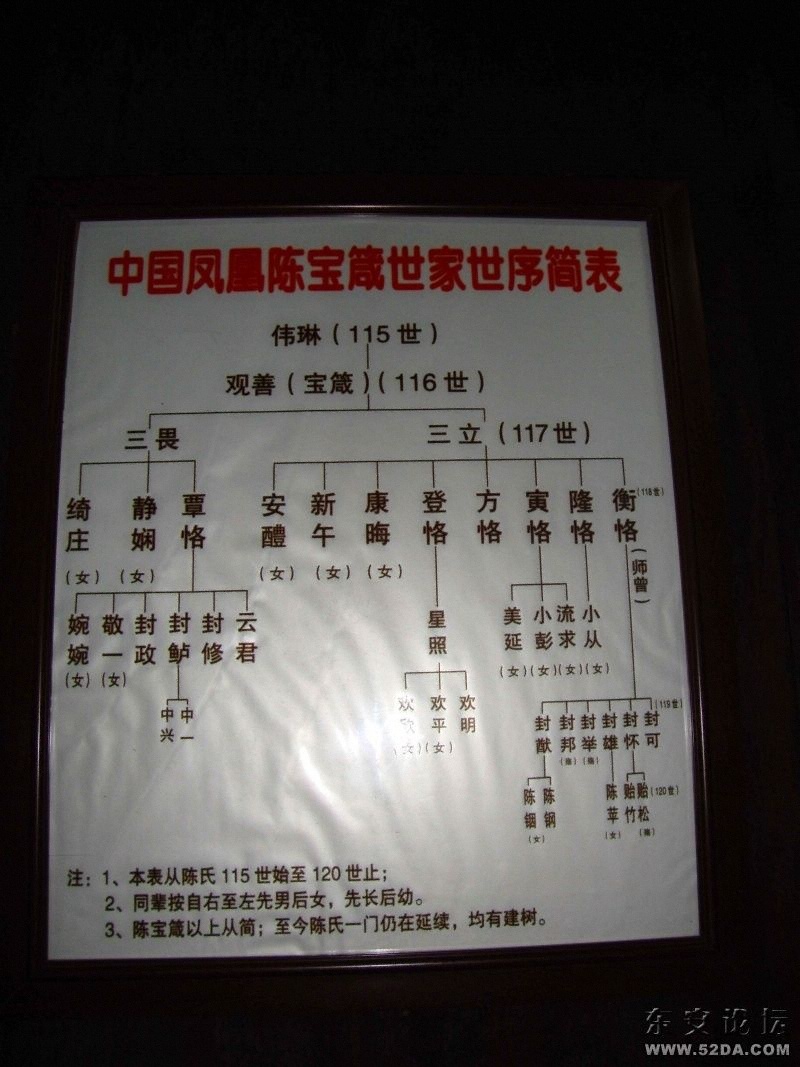 中国凤凰陈宝箴世家世序简表
伟琳（115世）
观善（宝箴）（116世）
三畏 三立（117世）
绮庄 静娴 覃恪 安醴 新午 康晦 登恪 方恪 寅恪 隆恪 衡恪 （118世）
（女） （女） （女） （女） （女） （师曾）
婉婉 敬一 封政 封鲈 封修 云君 星照 美延 小彭 流求 小从
（女） （女） （女） （女） （女） （女）
中兴 中一 欢欣 欢平 欢明 封猷 封邦 封举 封雄 封怀 封可 （119世）
（女） （女） （殇） （殇）
陈铟 陈钢 陈苹 贻竹 贻松 （120世）
（女） （女） （殇）
注：1、本表从陈氏115世始至120世止；
2、同辈按自右至左先男后女，先长后幼。
3、陈宝箴以上从简；至今陈氏一门仍在延续，均有建树。
东安论坛
WWW.52DA.COM